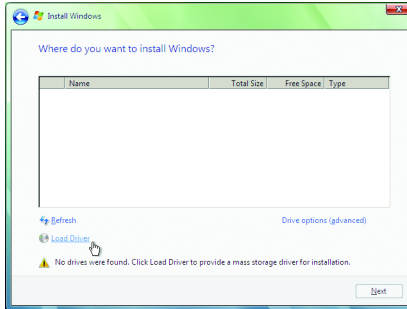 Install Windows
Where do you want to install Windows?
Name Total Size Free Space Type
Refresh Drive options (advanced)
Load Driver
No drives were found. Click Load Driver to provide a mass storage driver for installation.
Next